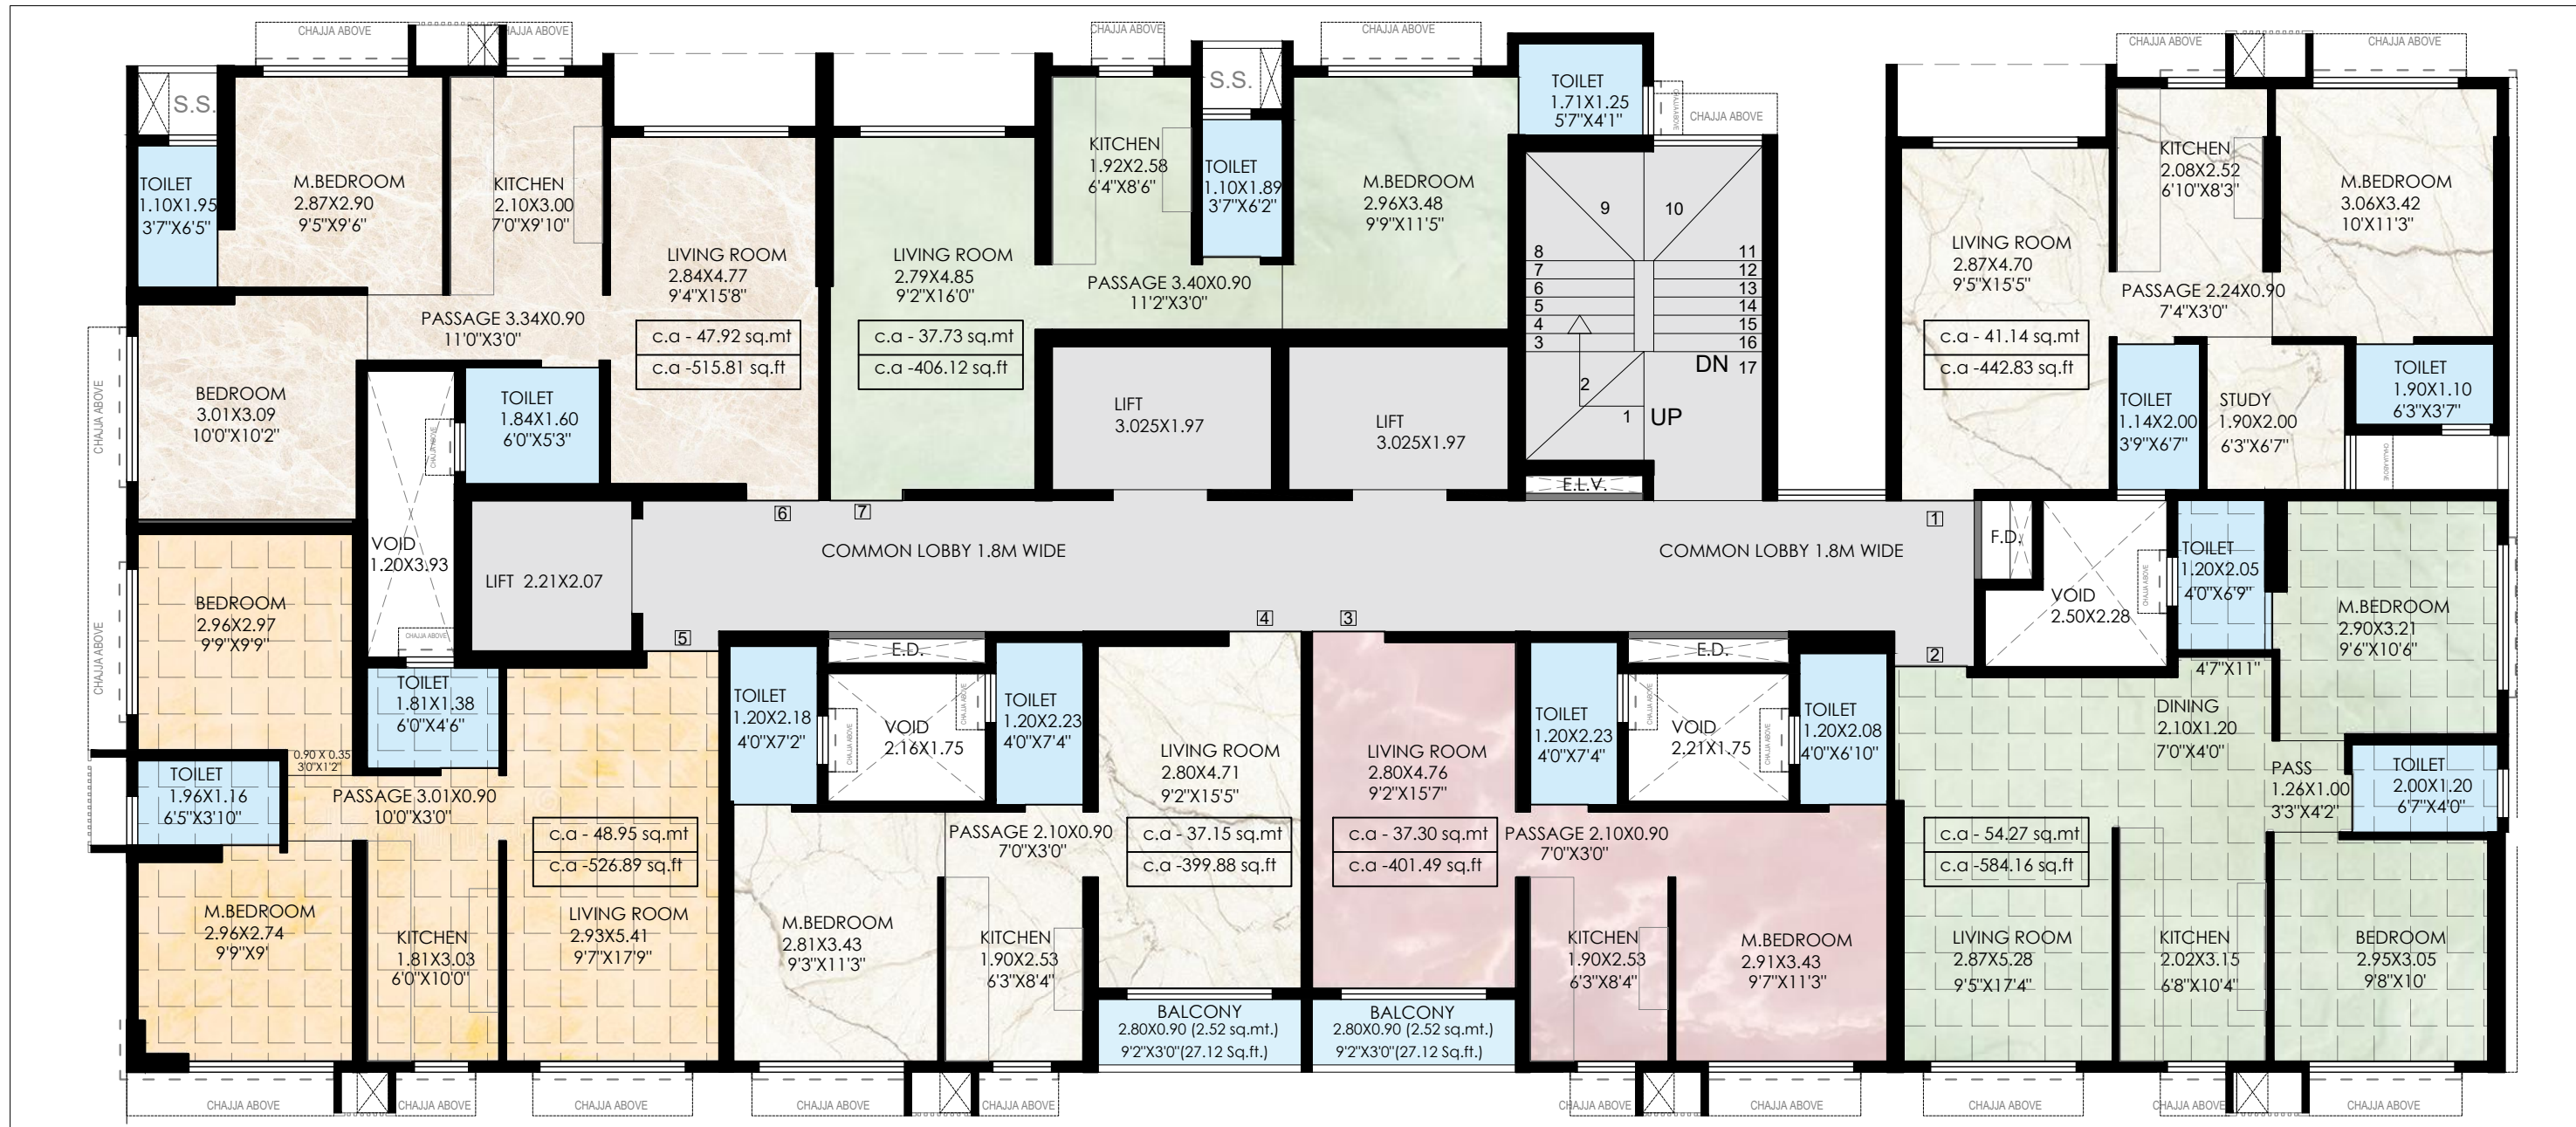 CHAJJA ABOVE
CHAJJA ABOVE
CHAJJA ABOVE
CHAJJA ABOVE
CHAJJA ABOVE
CHAJJA ABOVE
S.S.
TOILET
1.10X1.95
3'7"X6'5"
M.BEDROOM
2.87X2.90
9'5"X9'6"
KITCHEN
2.10X3.00
7'0"X9'10"
LIVING ROOM
2.84X4.77
9'4"X15'8"
c.a - 47.92 sq.mt
c.a -515.81 sq.ft
PASSAGE 3.34X0.90
11'0"X3'0"
BEDROOM
3.01X3.09
10'0"X10'2"
TOILET
1.84X1.60
6'0"X5'3"
CHAJJA ABOVE
CHAJJA ABOVE
6
LIVING ROOM
2.79X4.85
9'2"X16'0"
c.a - 37.73 sq.mt
c.a -406.12 sq.ft
KITCHEN
1.92X2.58
6'4"X8'6"
S.S.
TOILET
1.10X1.89
3'7"X6'2"
M.BEDROOM
2.96X3.48
9'9"X11'5"
PASSAGE 3.40X0.90
11'2"X3'0"
TOILET
1.71X1.25
5'7"X4'1"
CHAJJA ABOVE
CHAJJA ABOVE
7
LIFT
3.025X1.97
LIFT
3.025X1.97
9
10
8
7
6
5
4
3
2
1
11
12
13
14
15
16
17
DN
UP
E.L.V.
LIVING ROOM
2.87X4.70
9'5"X15'5"
c.a - 41.14 sq.mt
c.a -442.83 sq.ft
KITCHEN
2.08X2.52
6'10"X8'3"
M.BEDROOM
3.06X3.42
10'X11'3"
PASSAGE 2.24X0.90
7'4"X3'0"
TOILET
1.14X2.00
3'9"X6'7"
STUDY
1.90X2.00
6'3"X6'7"
TOILET
1.90X1.10
6'3"X3'7"
CHAJJA ABOVE
1
COMMON LOBBY 1.8M WIDE
COMMON LOBBY 1.8M WIDE
F.D.
VOID
2.50X2.28
CHAJJA ABOVE
VOID
1.20X3.93
CHAJJA ABOVE
LIFT 2.21X2.07
BEDROOM
2.96X2.97
9'9"X9'9"
CHAJJA ABOVE
TOILET
1.81X1.38
6'0"X4'6"
0.90 X 0.35
3'0"X1'2"
TOILET
1.96X1.16
6'5"X3'10"
PASSAGE 3.01X0.90
10'0"X3'0"
c.a - 48.95 sq.mt
c.a -526.89 sq.ft
M.BEDROOM
2.96X2.74
9'9"X9'
KITCHEN
1.81X3.03
6'0"X10'0"
LIVING ROOM
2.93X5.41
9'7"X17'9"
5
TOILET
1.20X2.18
4'0"X7'2"
E.D.
VOID
2.16X1.75
CHAJJA ABOVE
CHAJJA ABOVE
TOILET
1.20X2.23
4'0"X7'4"
4
LIVING ROOM
2.80X4.71
9'2"X15'5"
PASSAGE 2.10X0.90
7'0"X3'0"
c.a - 37.15 sq.mt
c.a -399.88 sq.ft
M.BEDROOM
2.81X3.43
9'3"X11'3"
KITCHEN
1.90X2.53
6'3"X8'4"
BALCONY
2.80X0.90 (2.52 sq.mt.)
9'2"X3'0"(27.12 Sq.ft.)
3
LIVING ROOM
2.80X4.76
9'2"X15'7"
c.a - 37.30 sq.mt
c.a -401.49 sq.ft
TOILET
1.20X2.23
4'0"X7'4"
E.D.
VOID
2.21X1.75
CHAJJA ABOVE
CHAJJA ABOVE
TOILET
1.20X2.08
4'0"X6'10"
PASSAGE 2.10X0.90
7'0"X3'0"
KITCHEN
1.90X2.53
6'3"X8'4"
M.BEDROOM
2.91X3.43
9'7"X11'3"
BALCONY
2.80X0.90 (2.52 sq.mt.)
9'2"X3'0"(27.12 Sq.ft.)
2
TOILET
1.20X2.05
4'0"X6'9"
M.BEDROOM
2.90X3.21
9'6"X10'6"
4'7"X11"
DINING
2.10X1.20
7'0"X4'0"
PASS
1.26X1.00
3'3"X4'2"
TOILET
2.00X1.20
6'7"X4'0"
c.a - 54.27 sq.mt
c.a -584.16 sq.ft
LIVING ROOM
2.87X5.28
9'5"X17'4"
KITCHEN
2.02X3.15
6'8"X10'4"
BEDROOM
2.95X3.05
9'8"X10'
CHAJJA ABOVE
CHAJJA ABOVE
CHAJJA ABOVE
CHAJJA ABOVE
CHAJJA ABOVE
CHAJJA ABOVE
CHAJJA ABOVE
CHAJJA ABOVE
CHAJJA ABOVE
CHAJJA ABOVE